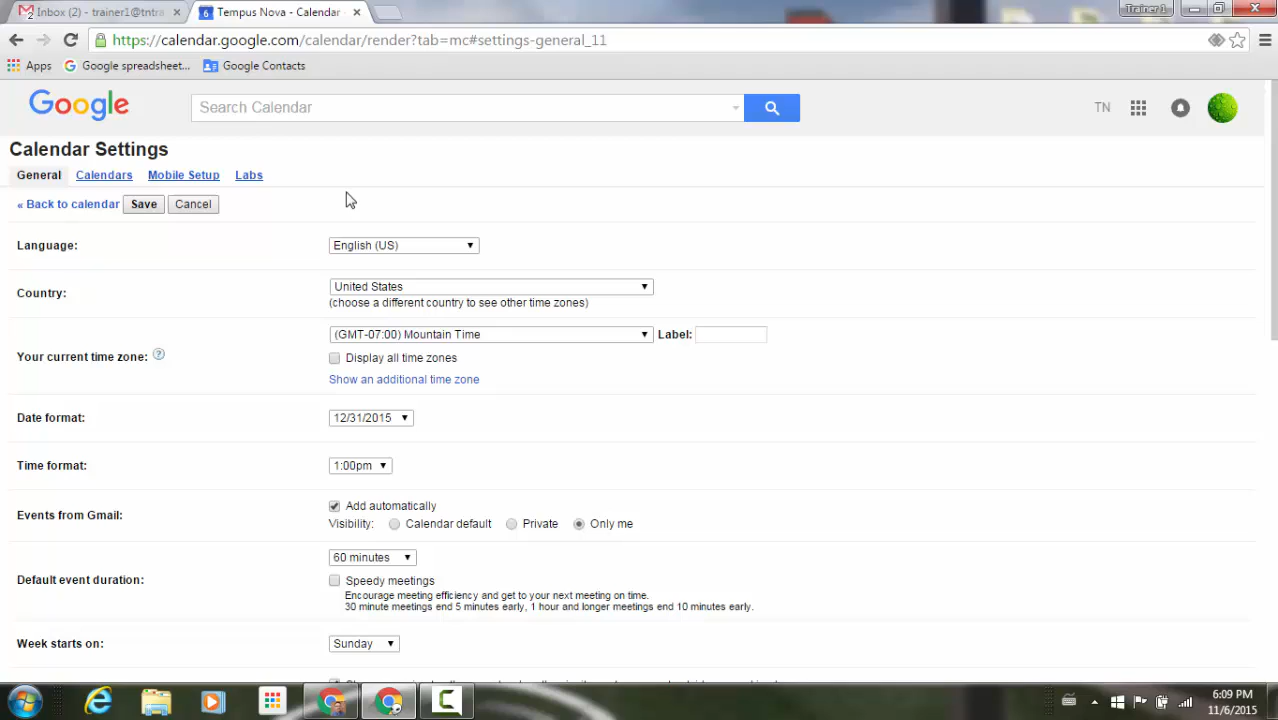 Inbox (2) - trainer1@tntra
Tempus Nova - Calendar
Trainer 1
https://calendar.google.com/calendar/render?tab=mc#settings-general_11
Apps
Google spreadsheet...
Google Contacts
Google
Search Calendar
TN
Calendar Settings
General
Calendars
Mobile Setup
Labs
« Back to calendar
Save
Cancel
Language:
English (US)
Country:
United States
(choose a different country to see other time zones)
Your current time zone:
?
(GMT-07:00) Mountain Time
Label:
Display all time zones
Show an additional time zone
Date format:
12/31/2015
Time format:
1:00pm
Events from Gmail:
Add automatically
Visibility:
Calendar default
Private
Only me
Default event duration:
60 minutes
Speedy meetings
Encourage meeting efficiency and get to your next meeting on time.
30 minute meetings end 5 minutes early, 1 hour and longer meetings end 10 minutes early.
Week starts on:
Sunday
6:09 PM
11/6/2015